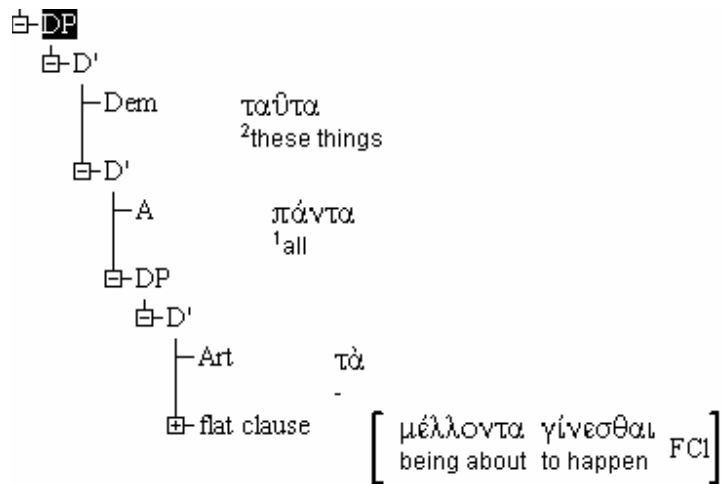 DP
D'
Dem ταῦτα
²these things
D'
A πάντα
¹all
DP
D'
Art τὰ
-
flat clause [ μέλλοντα γίνεσθαι FCl ]
being about to happen